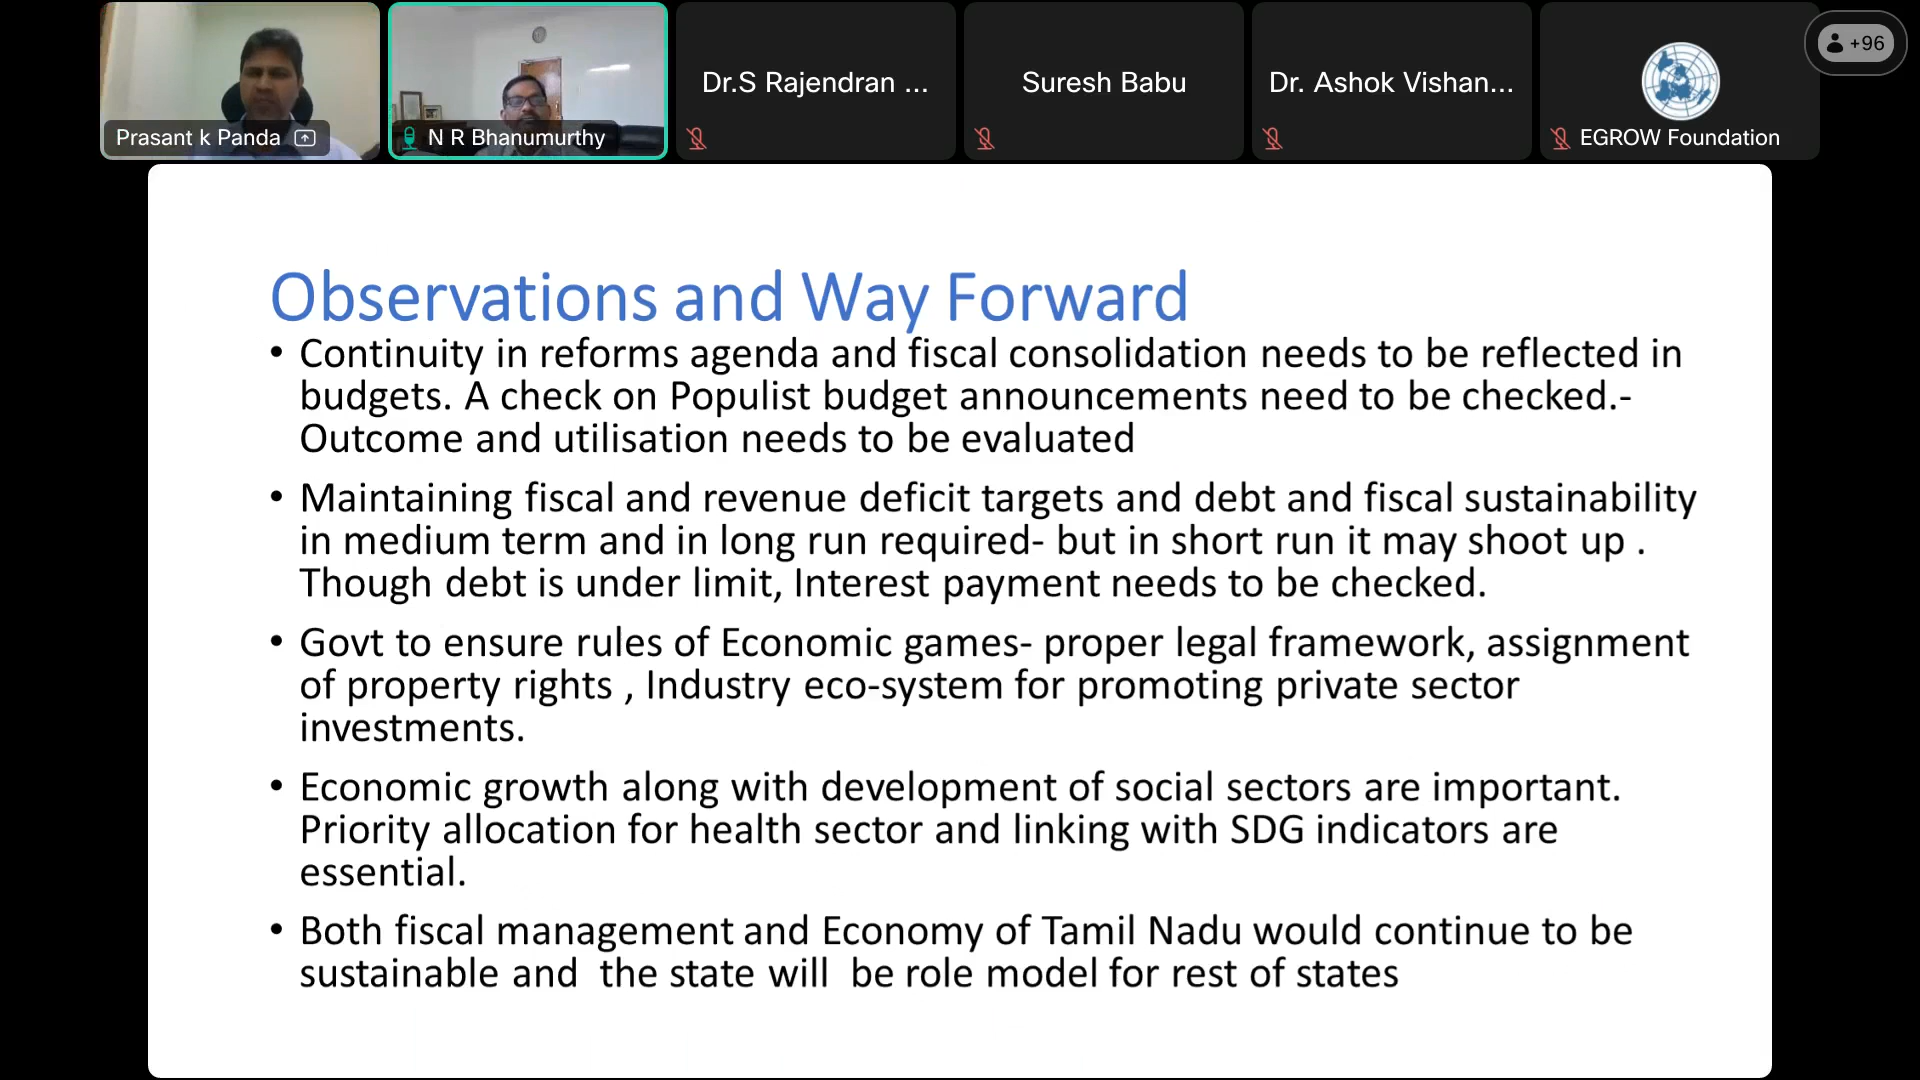 Prasant k Panda
N R Bhanumurthy
Dr.S Rajendran ...
Suresh Babu
Dr. Ashok Vishan...
EGROW Foundation
+96
Observations and Way Forward
• Continuity in reforms agenda and fiscal consolidation needs to be reflected in
budgets. A check on Populist budget announcements need to be checked.-
Outcome and utilisation needs to be evaluated
• Maintaining fiscal and revenue deficit targets and debt and fiscal sustainability
in medium term and in long run required- but in short run it may shoot up .
Though debt is under limit, Interest payment needs to be checked.
• Govt to ensure rules of Economic games- proper legal framework, assignment
of property rights , Industry eco-system for promoting private sector
investments.
• Economic growth along with development of social sectors are important.
Priority allocation for health sector and linking with SDG indicators are
essential.
• Both fiscal management and Economy of Tamil Nadu would continue to be
sustainable and  the state will  be role model for rest of states